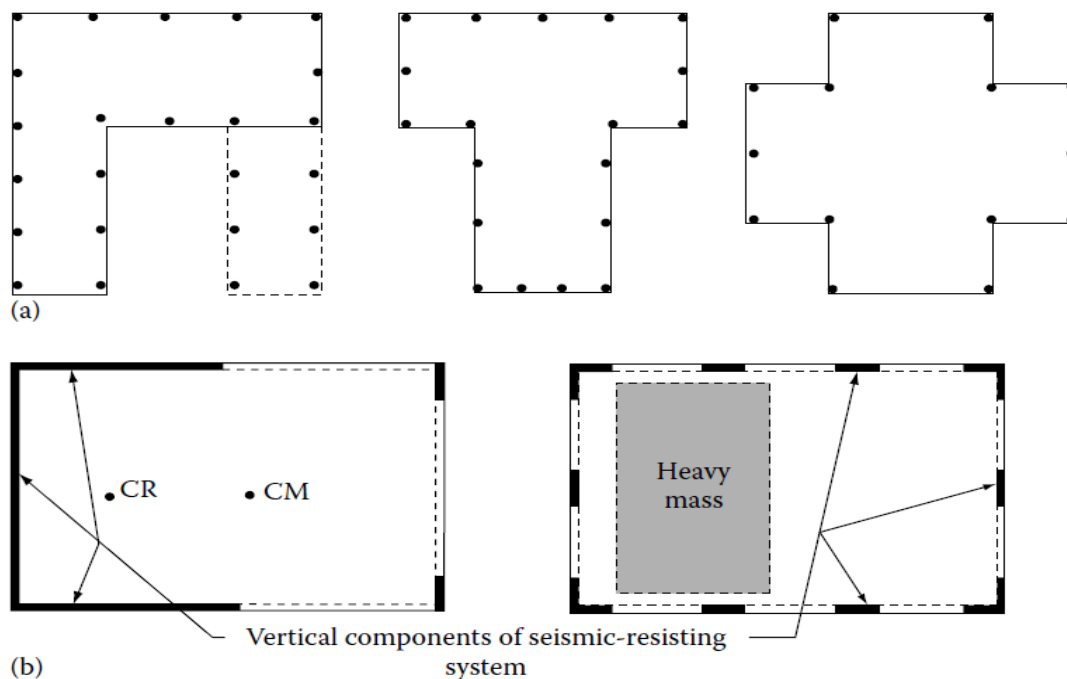 (a)
CR
CM
Heavy
mass
Vertical components of seismic-resisting
system
(b)